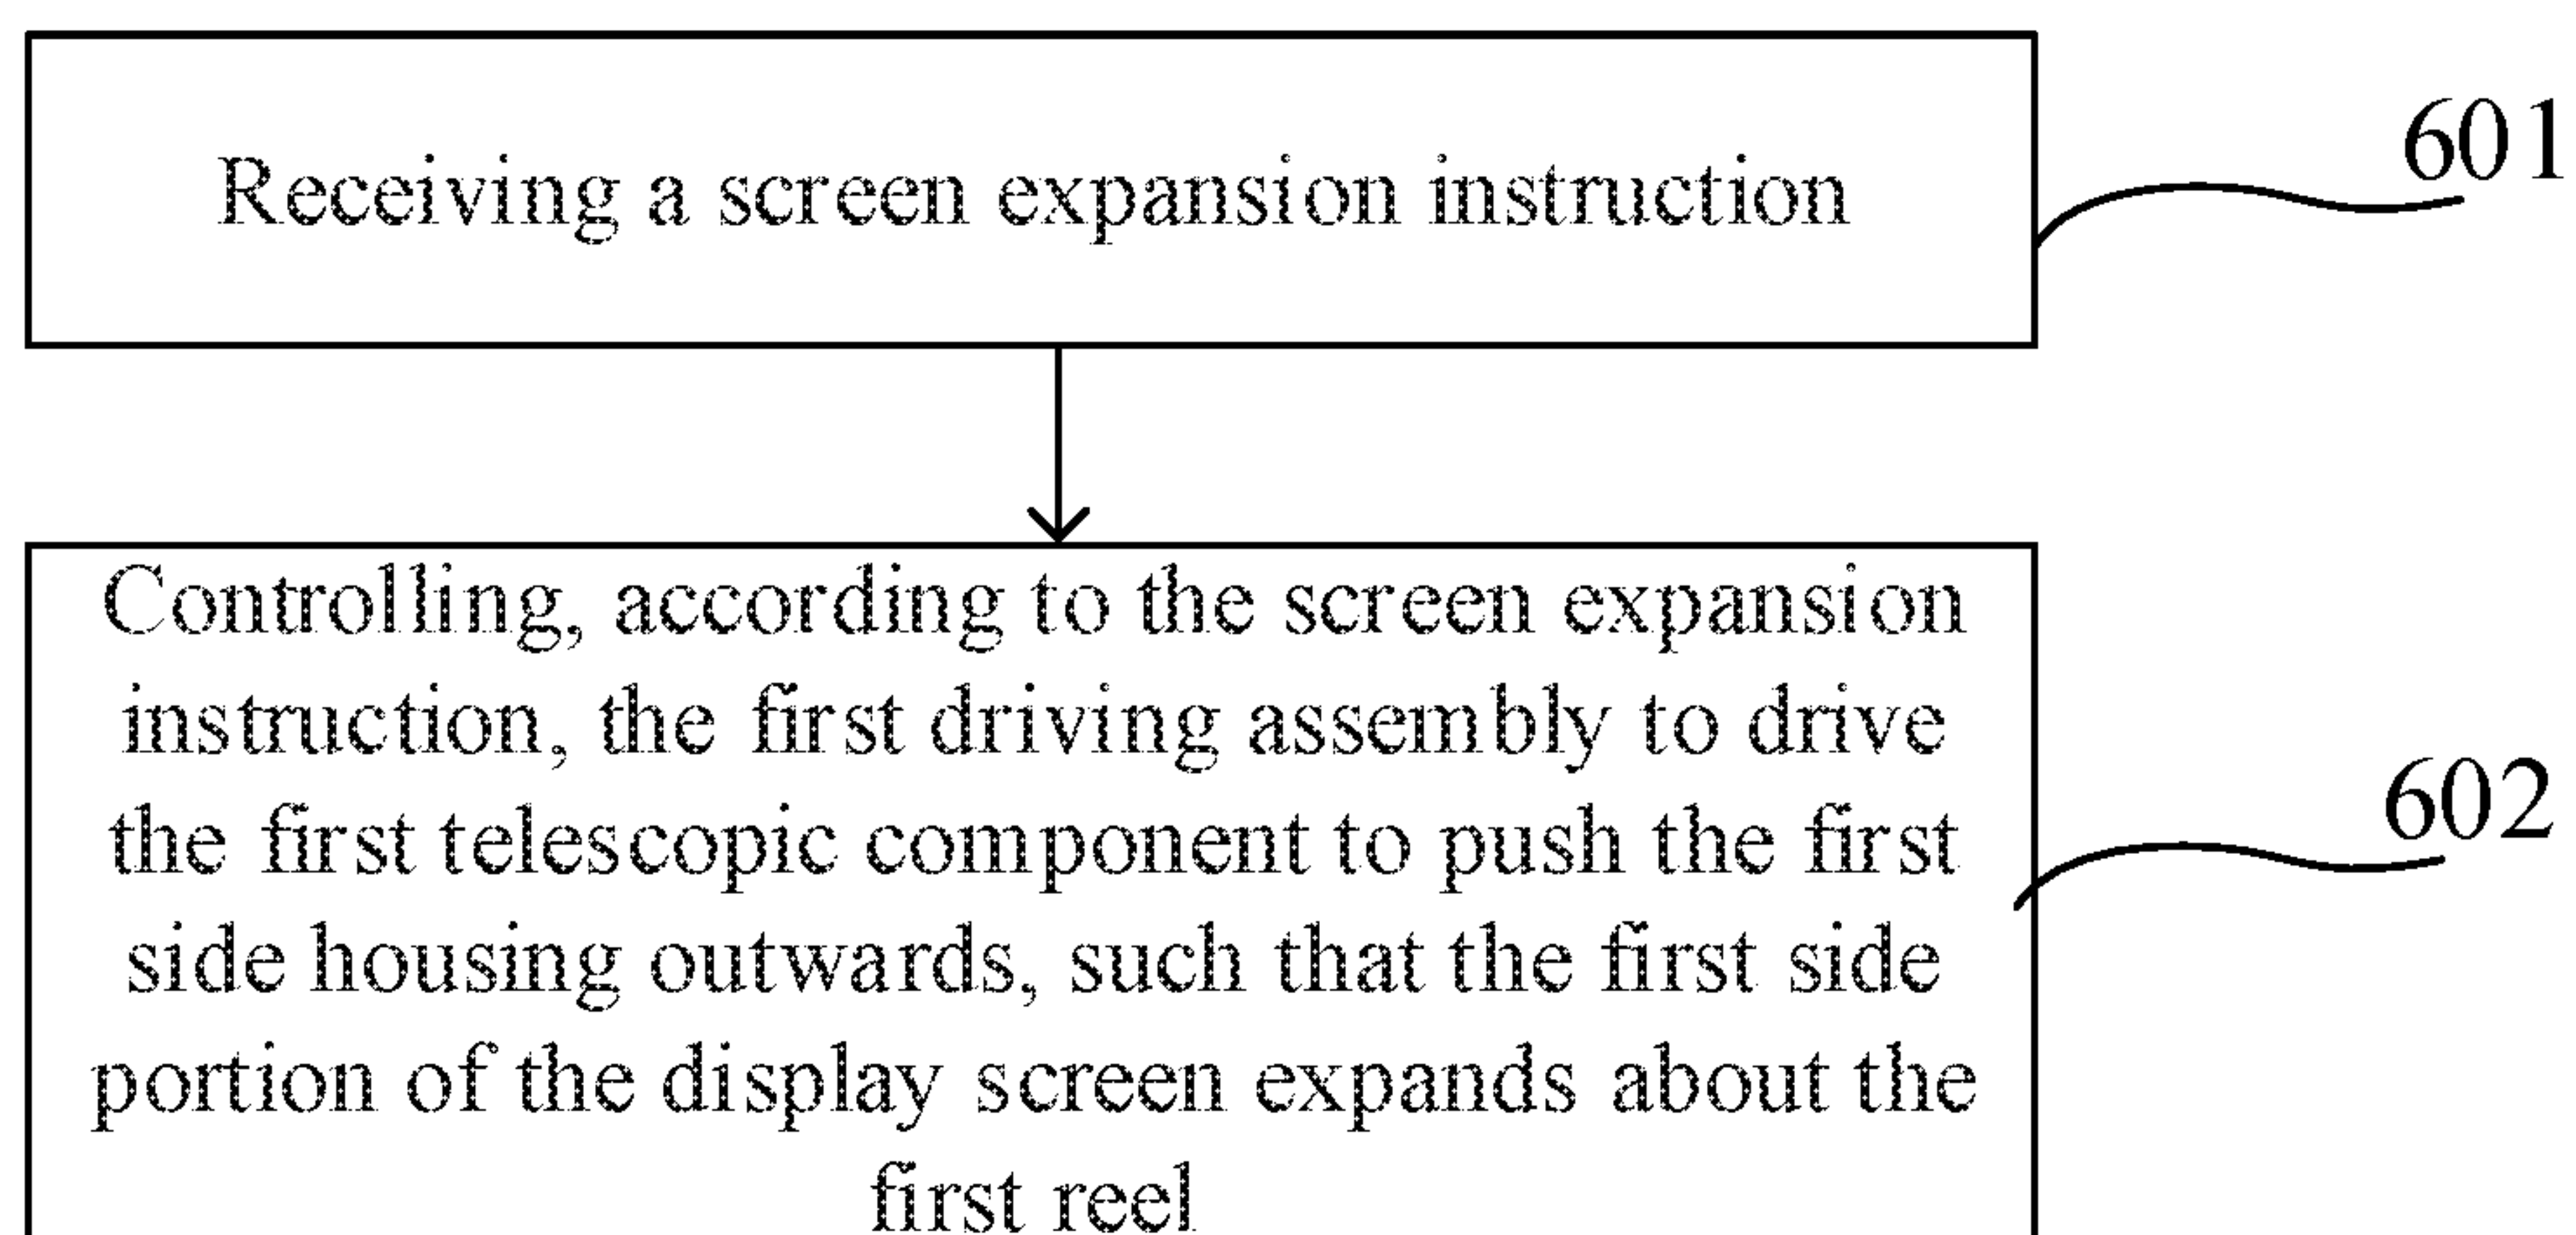 Receiving a screen expansion instruction
601
Controlling, according to the screen expansion
instruction, the first driving assembly to drive
the first telescopic component to push the first
side housing outwards, such that the first side
portion of the display screen expands about the
first reel
602